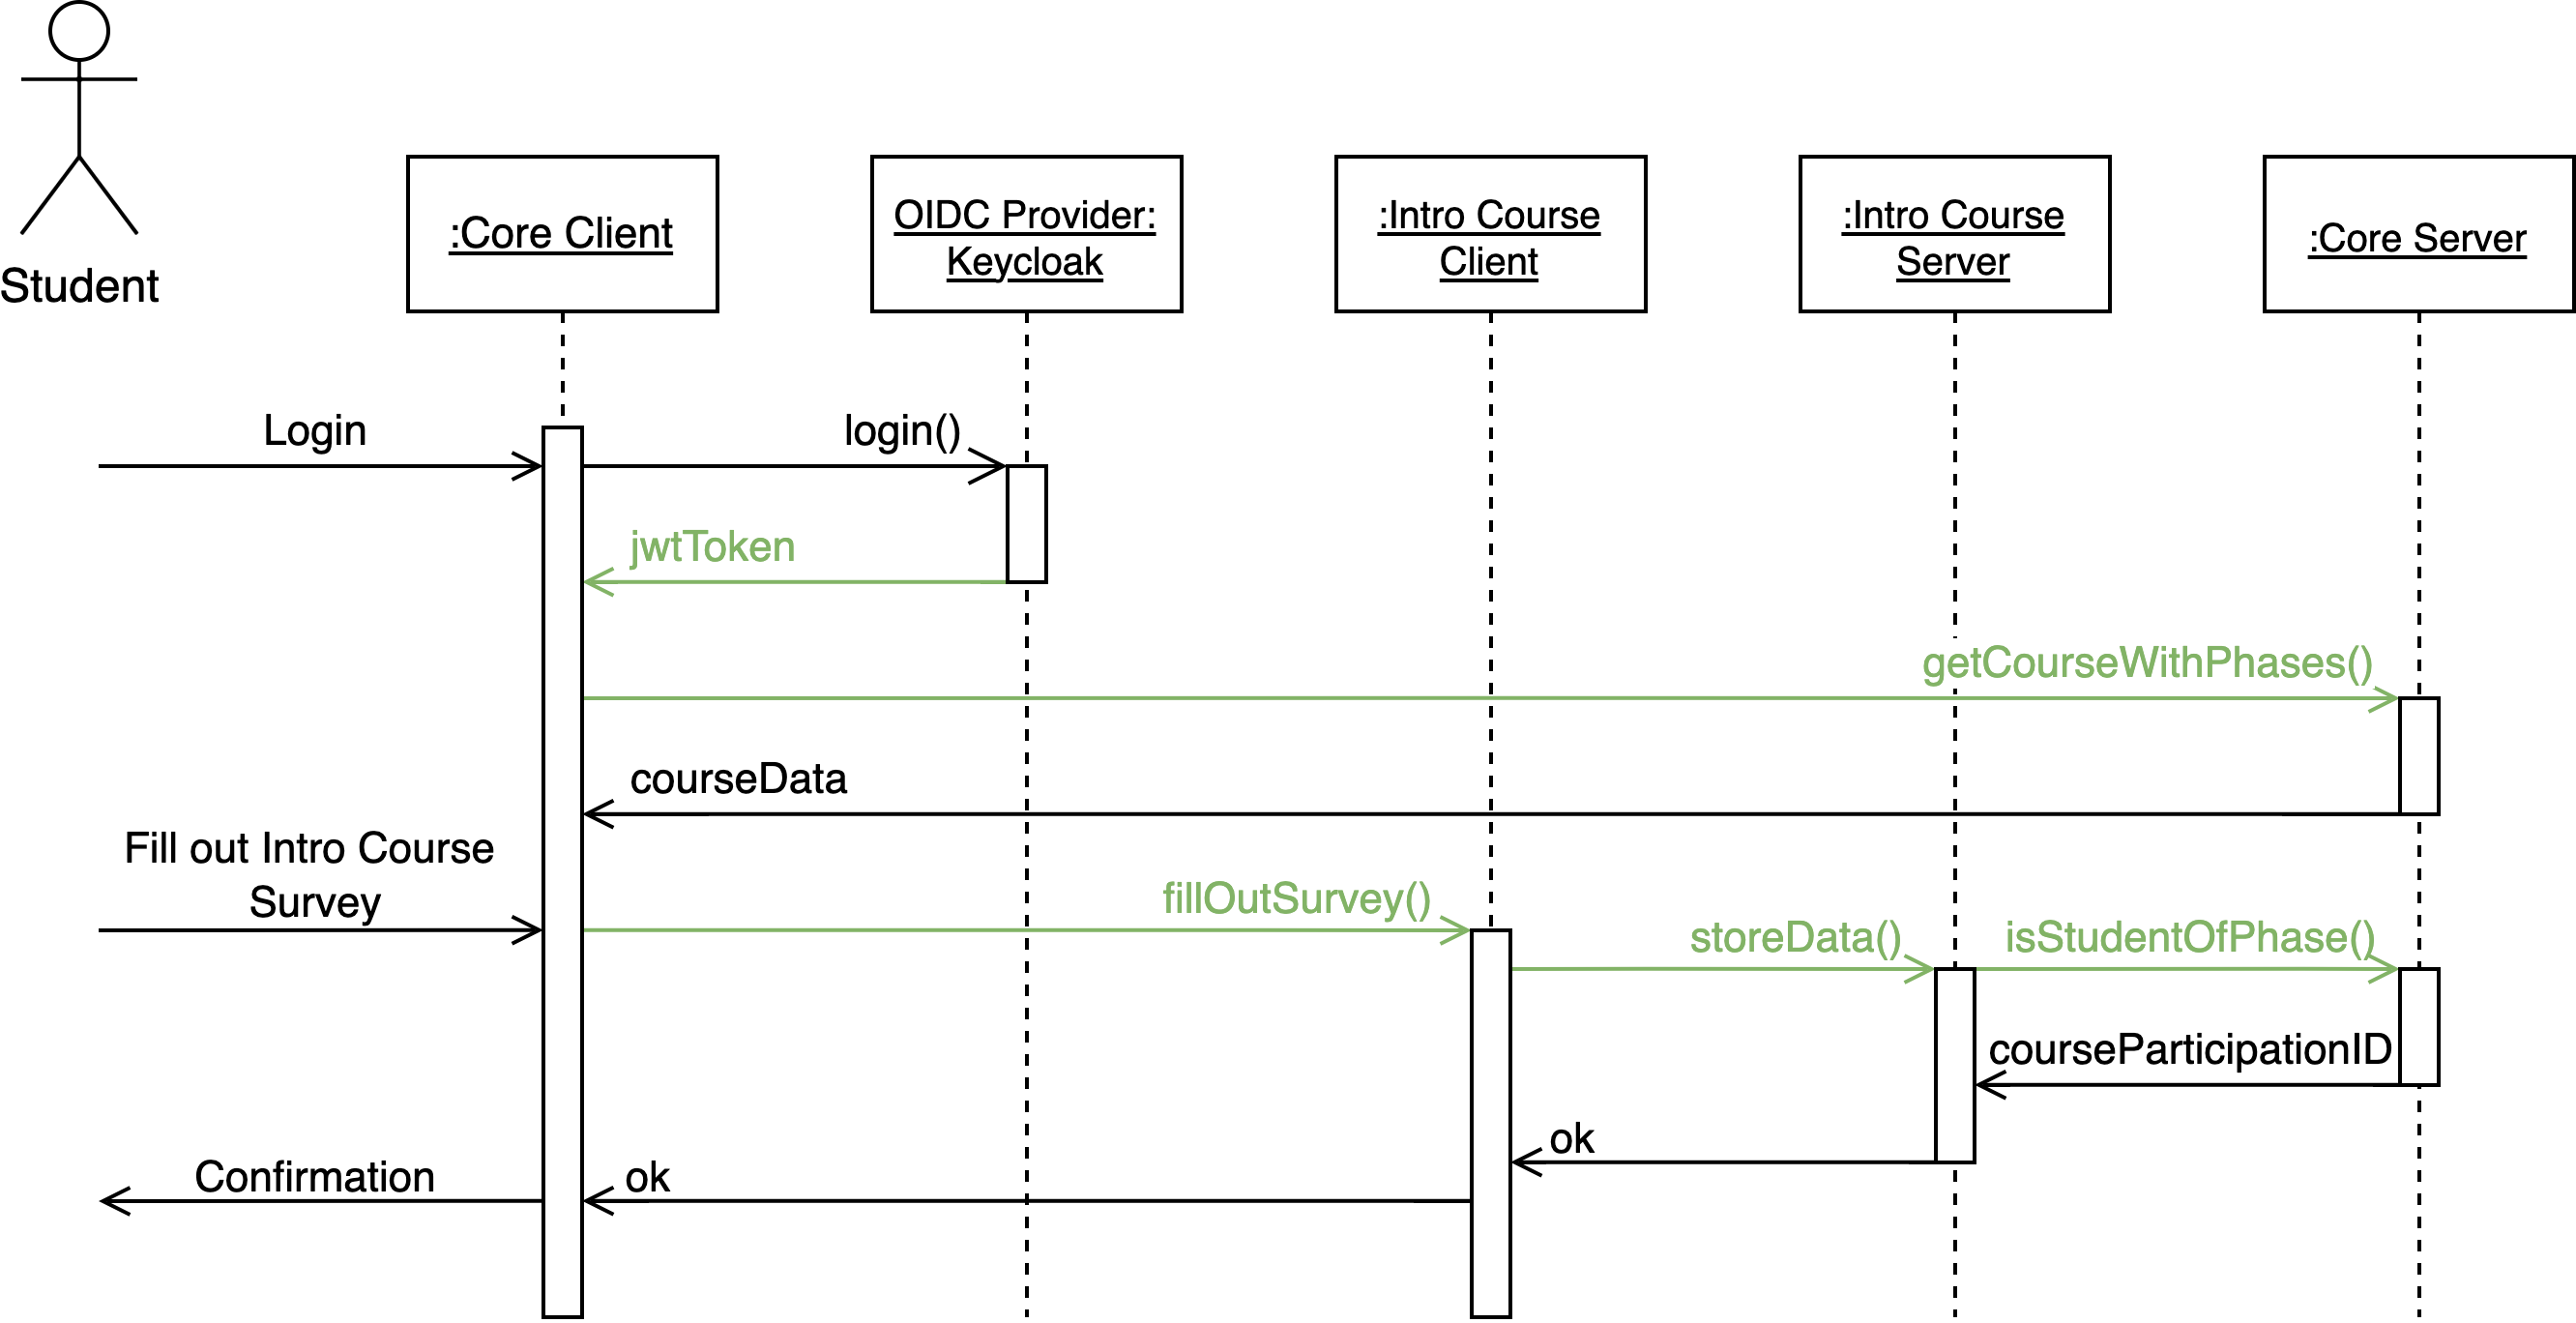 Student
:Core Client
OIDC Provider:
Keycloak
:Intro Course
Client
:Intro Course
Server
:Core Server
Login
login()
jwtToken
getCourseWithPhases()
courseData
Fill out Intro Course
Survey
fillOutSurvey()
storeData()
isStudentOfPhase()
courseParticipationID
ok
ok
Confirmation